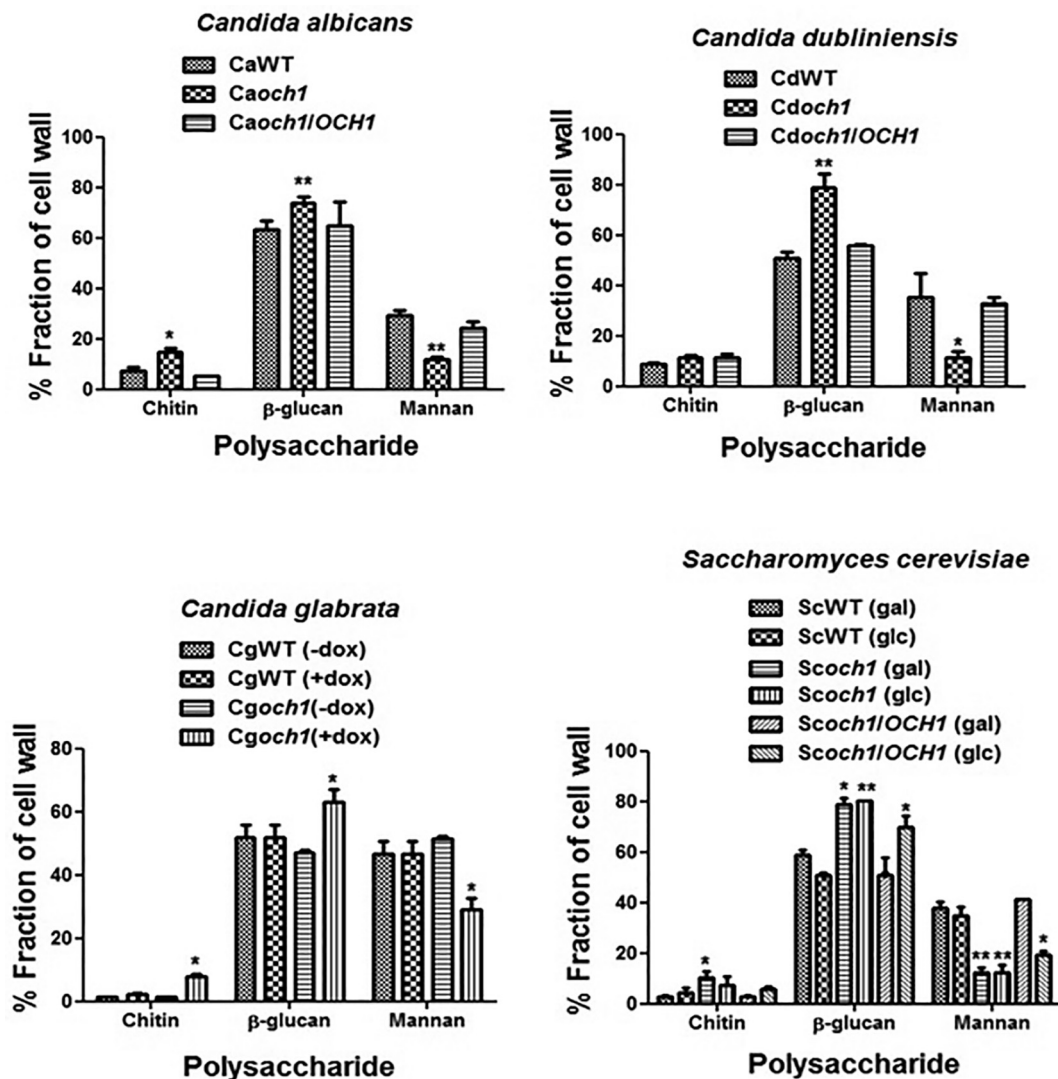 Candida albicans
CaWT
Caoch1
Caoch1/OCH1
% Fraction of cell wall
100
80
60
40
20
0
*
**
**
Chitin
β-glucan
Mannan
Polysaccharide
Candida dubliniensis
CdWT
Cdoch1
Cdoch1/OCH1
% Fraction of cell wall
100
80
60
40
20
0
**
*
Chitin
β-glucan
Mannan
Polysaccharide
Candida glabrata
CgWT (-dox)
CgWT (+dox)
Cgoch1(-dox)
Cgoch1(+dox)
% Fraction of cell wall
80
60
40
20
0
*
*
*
Chitin
β-glucan
Mannan
Polysaccharide
Saccharomyces cerevisiae
ScWT (gal)
ScWT (glc)
Scoch1 (gal)
Scoch1 (glc)
Scoch1/OCH1 (gal)
Scoch1/OCH1 (glc)
% Fraction of cell wall
100
80
60
40
20
0
*
* ** *
** ** *
Chitin
β-glucan
Mannan
Polysaccharide